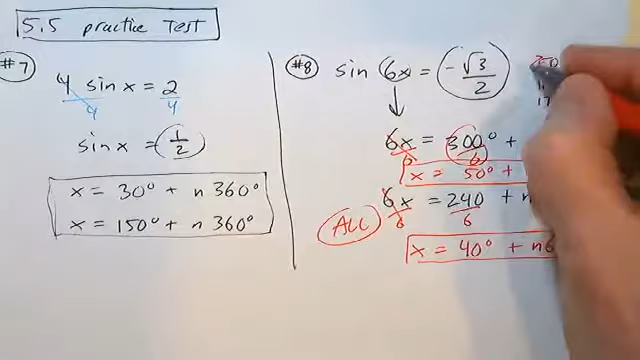 5.5 practice Test
#7
4 sin x = 2
4 4
sin x = 1/2
x = 30° + n 360°
x = 150° + n 360°
#8
sin (6x = -√3/2
6x = 300° +
6 6
x = 50° +
6x = 240 + n
6 6
ALL
x = 40° + n6